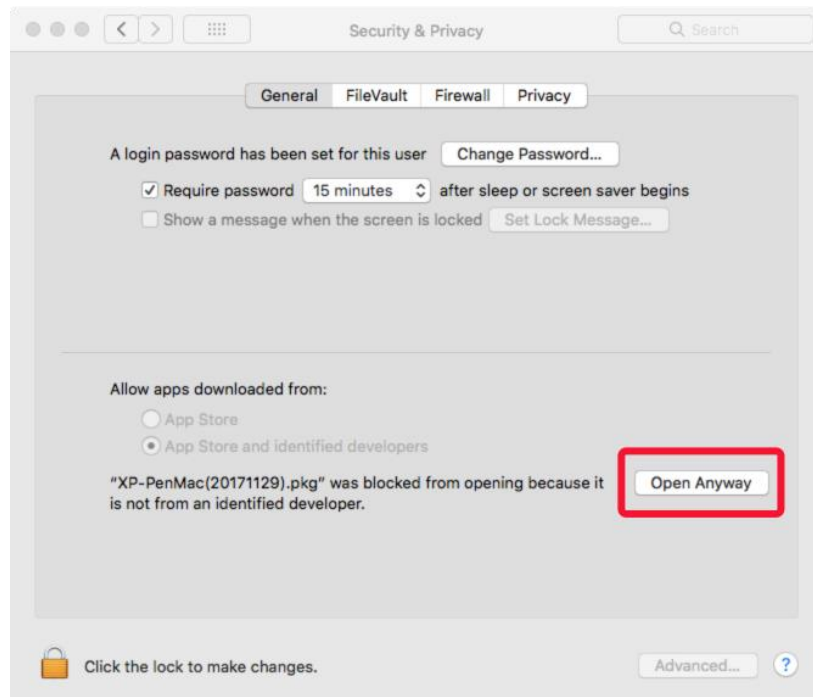 Security & Privacy
Search
General FileVault Firewall Privacy
A login password has been set for this user Change Password...
Require password 15 minutes after sleep or screen saver begins
Show a message when the screen is locked Set Lock Message...
Allow apps downloaded from:
App Store
App Store and identified developers
"XP-PenMac(20171129).pkg" was blocked from opening because it
is not from an identified developer.
Open Anyway
Click the lock to make changes.
Advanced... ?